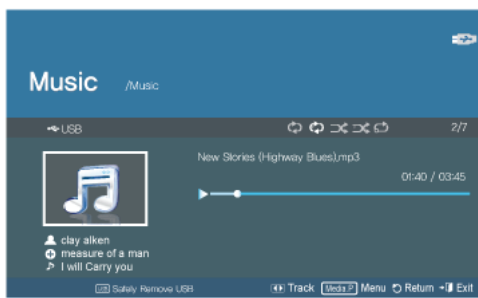 Music /Music
USB 2/7
New Stories (Highway Blues),mp3
01:40 / 03:45
clay aiken
measure of a man
I will Carry you
USB Safely Remove USB Track Media.P Menu Return Exit